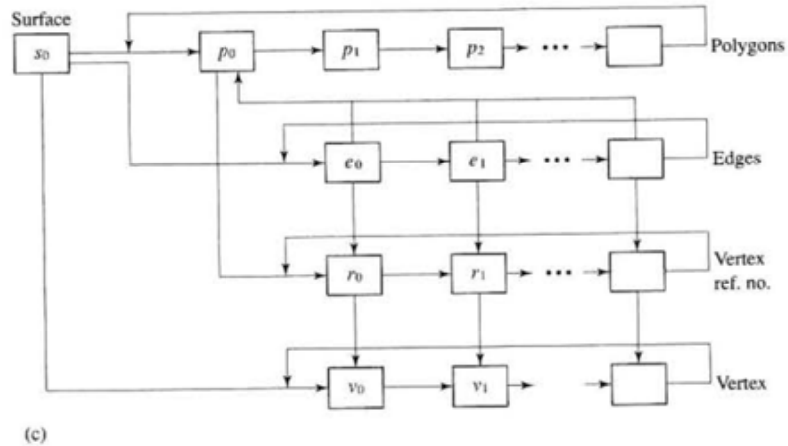 Surface
s0
p0
p1
p2
...
Polygons
e0
e1
...
Edges
r0
r1
...
Vertex
ref. no.
v0
v1
Vertex
(c)